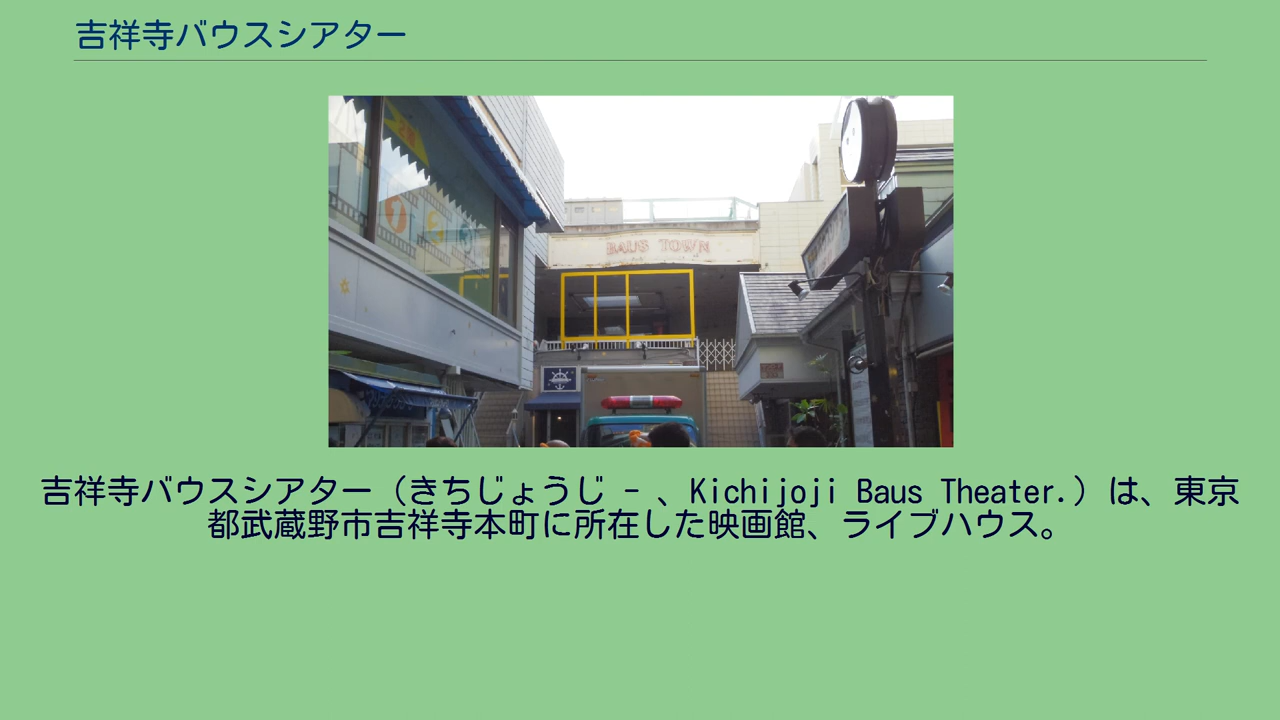 吉祥寺バウスシアター
BAUS TOWN
吉祥寺バウスシアター（きちじょうじ - 、Kichijoji Baus Theater.）は、東京
都武蔵野市吉祥寺本町に所在した映画館、ライブハウス。